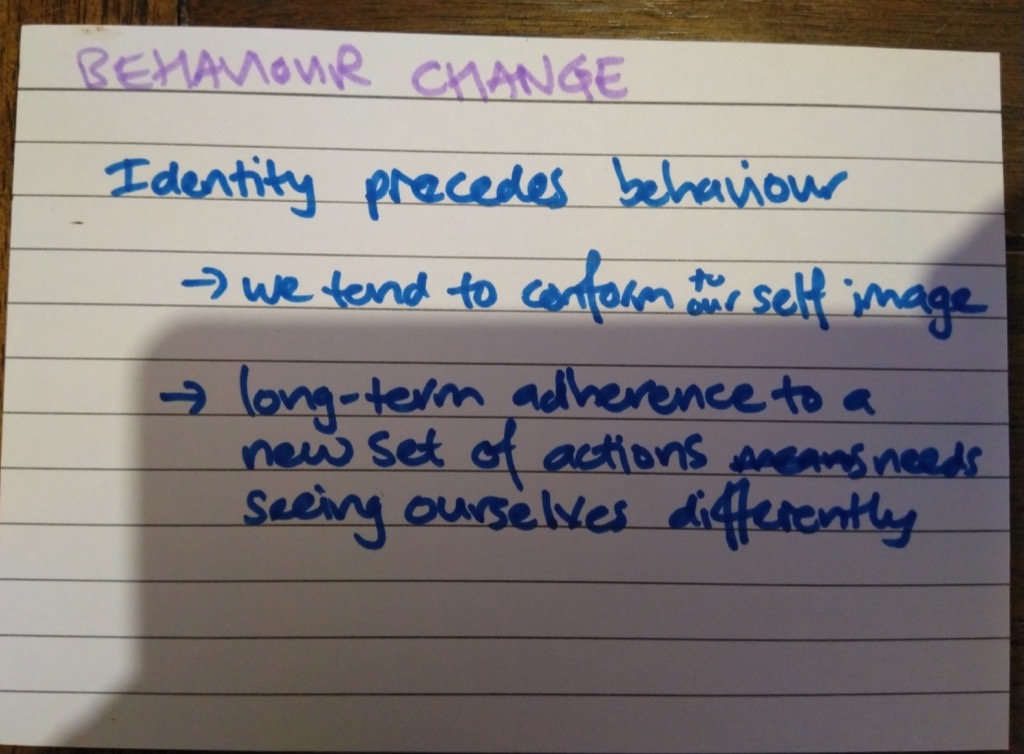 BEHAVIOUR CHANGE
Identity precedes behaviour
→ we tend to conform to our self image
→ long-term adherence to a
new set of actions means needs
seeing ourselves differently